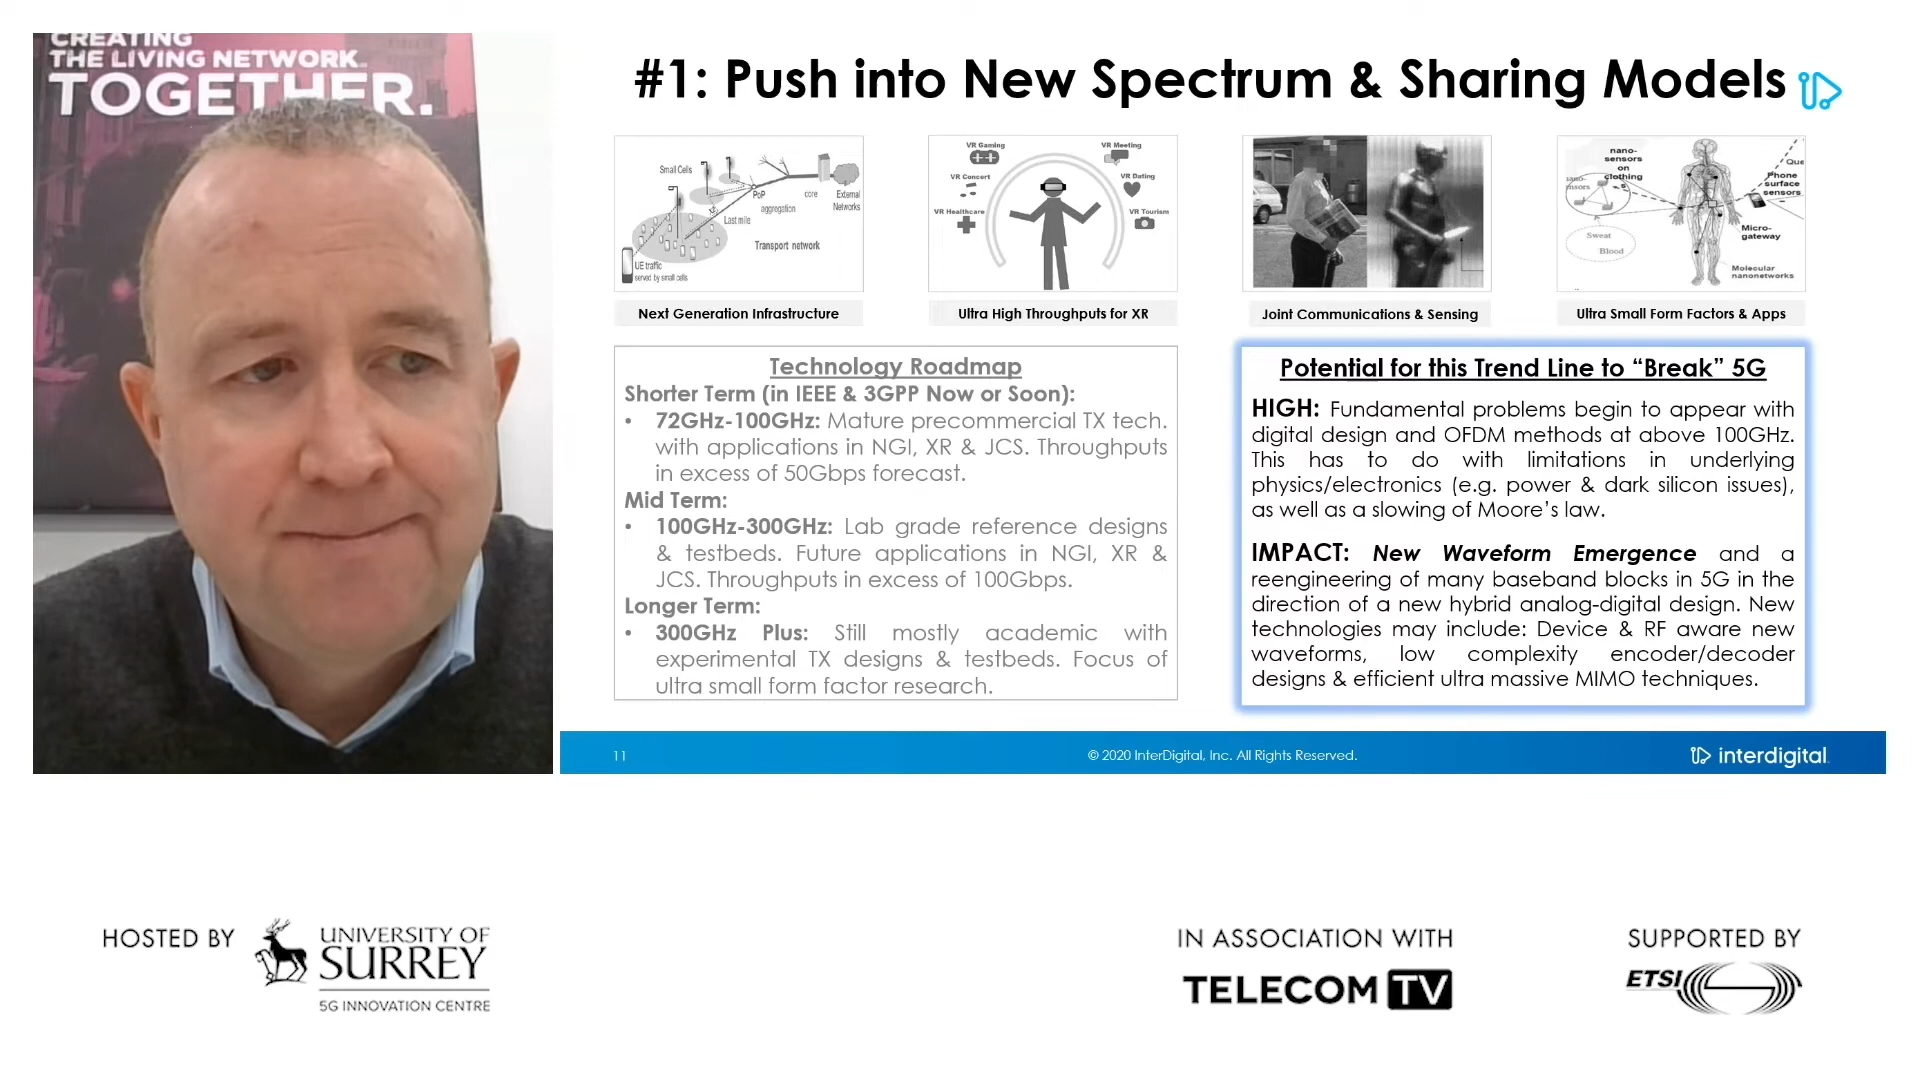 CREATING
THE LIVING NETWORK
TOGETHER.
#1: Push into New Spectrum & Sharing Models
Small Cells
PoP
core
External
Networks
aggregation
Last mile
Transport network
UE traffic
served by small cells
Next Generation Infrastructure
VR Gaming
VR Meeting
VR Concert
VR Dating
VR Healthcare
VR Tourism
Ultra High Throughputs for XR
Joint Communications & Sensing
nano-
sensors
on
clothing
Que
Phone
surface
sensors
Sweat
Blood
Micro-
gateway
Molecular
nanonetworks
Ultra Small Form Factors & Apps
Technology Roadmap
Shorter Term (in IEEE & 3GPP Now or Soon):
• 72GHz-100GHz: Mature precommercial TX tech.
with applications in NGI, XR & JCS. Throughputs
in excess of 50Gbps forecast.
Mid Term:
• 100GHz-300GHz: Lab grade reference designs
& testbeds. Future applications in NGI, XR &
JCS. Throughputs in excess of 100Gbps.
Longer Term:
• 300GHz Plus: Still mostly academic with
experimental TX designs & testbeds. Focus of
ultra small form factor research.
Potential for this Trend Line to “Break” 5G
HIGH: Fundamental problems begin to appear with
digital design and OFDM methods at above 100GHz.
This has to do with limitations in underlying
physics/electronics (e.g. power & dark silicon issues),
as well as a slowing of Moore’s law.
IMPACT: New Waveform Emergence and a
reengineering of many baseband blocks in 5G in the
direction of a new hybrid analog-digital design. New
technologies may include: Device & RF aware new
waveforms, low complexity encoder/decoder
designs & efficient ultra massive MIMO techniques.
11
© 2020 InterDigital, Inc. All Rights Reserved.
interdigital
HOSTED BY
UNIVERSITY OF
SURREY
5G INNOVATION CENTRE
IN ASSOCIATION WITH
TELECOM TV
SUPPORTED BY
ETSI